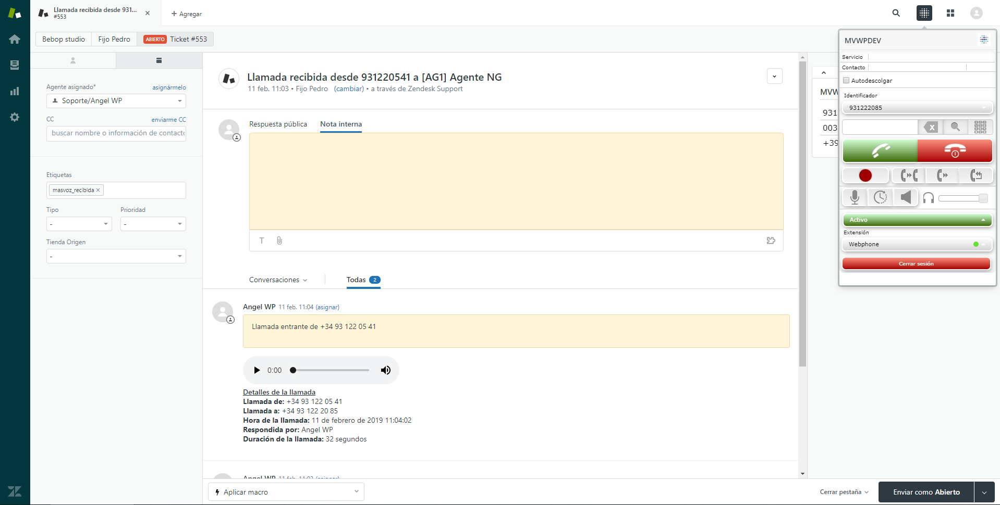 Llamada recibida desde 931...
#553
+ Agregar
Bebop studio
Fijo Pedro
ABIERTO Ticket #553
Agente asignado*
asignármelo
Soporte/Angel WP
CC
enviarme CC
buscar nombre o información de contacto
Etiquetas
masvoz_recibida ×
Tipo
Prioridad
-
-
Tienda Origen
-
Llamada recibida desde 931220541 a [AG1] Agente NG
11 feb. 11:03 • Fijo Pedro (cambiar) • a través de Zendesk Support
Respuesta pública
Nota interna
T
Conversaciones
Todas 2
Angel WP 11 feb. 11:04 (asignar)
Llamada entrante de +34 93 122 05 41
0:00
Detalles de la llamada
Llamada de: +34 93 122 05 41
Llamada a: +34 93 122 20 85
Hora de la llamada: 11 de febrero de 2019 11:04:02
Respondida por: Angel WP
Duración de la llamada: 32 segundos
Angel WP 11 feb. 11:03 (asignar)
Aplicar macro
Cerrar pestaña
Enviar como Abierto
MVW
931
003
+39
MVWPDEV
Servicio
Contacto
Autodescolgar
Identificador
931222085
X
Activo
Extensión
Webphone
Cerrar sesión